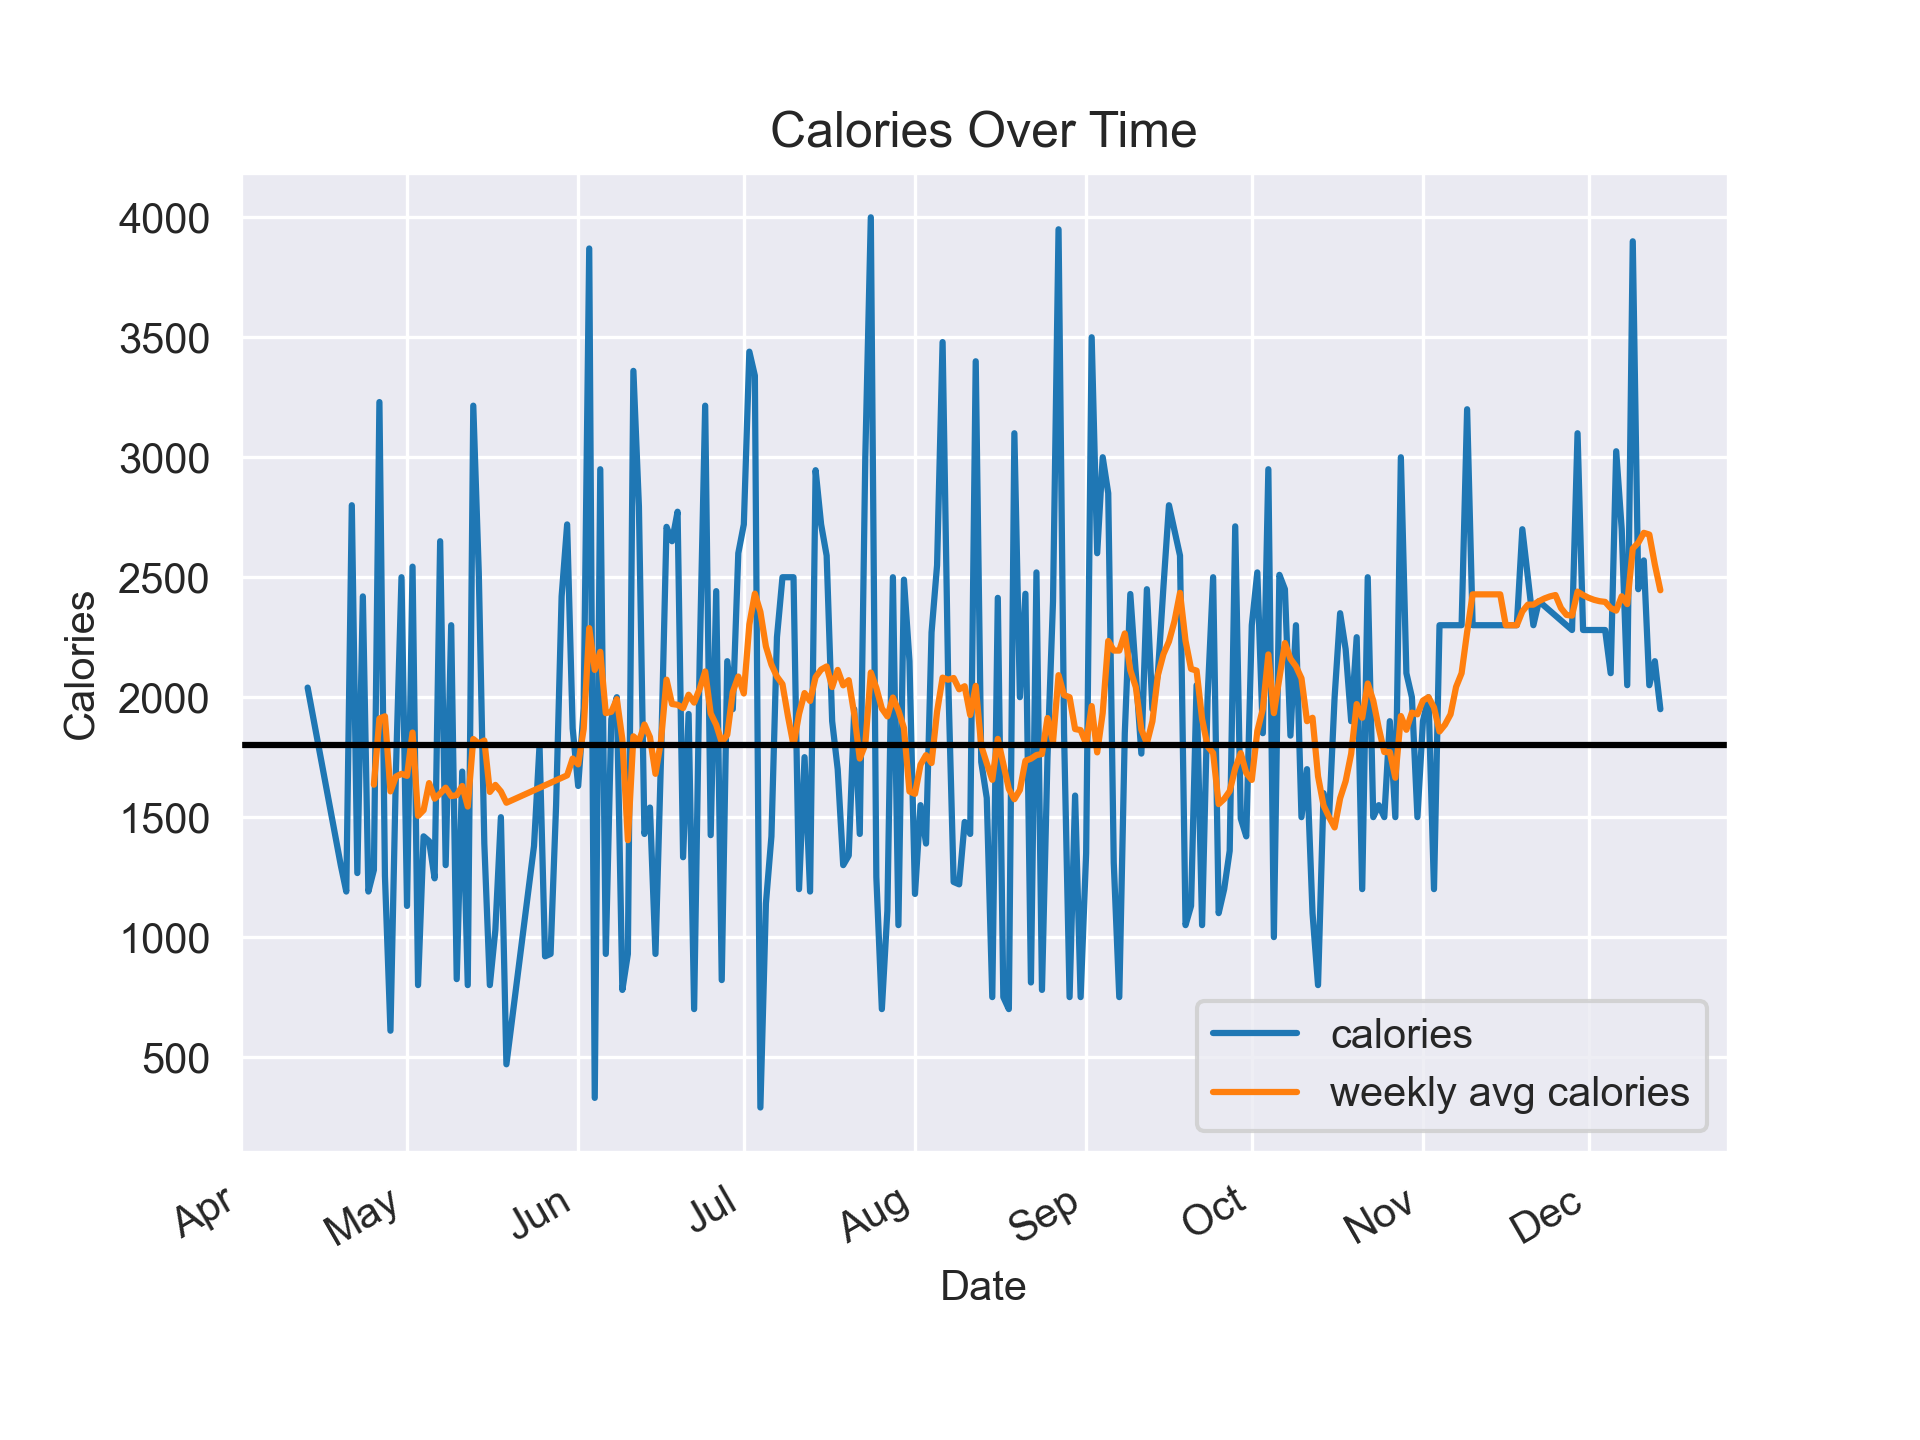 Calories Over Time
4000
3500
3000
2500
2000
1500
1000
500
Calories
calories
weekly avg calories
Apr
May
Jun
Jul
Aug
Sep
Oct
Nov
Dec
Date